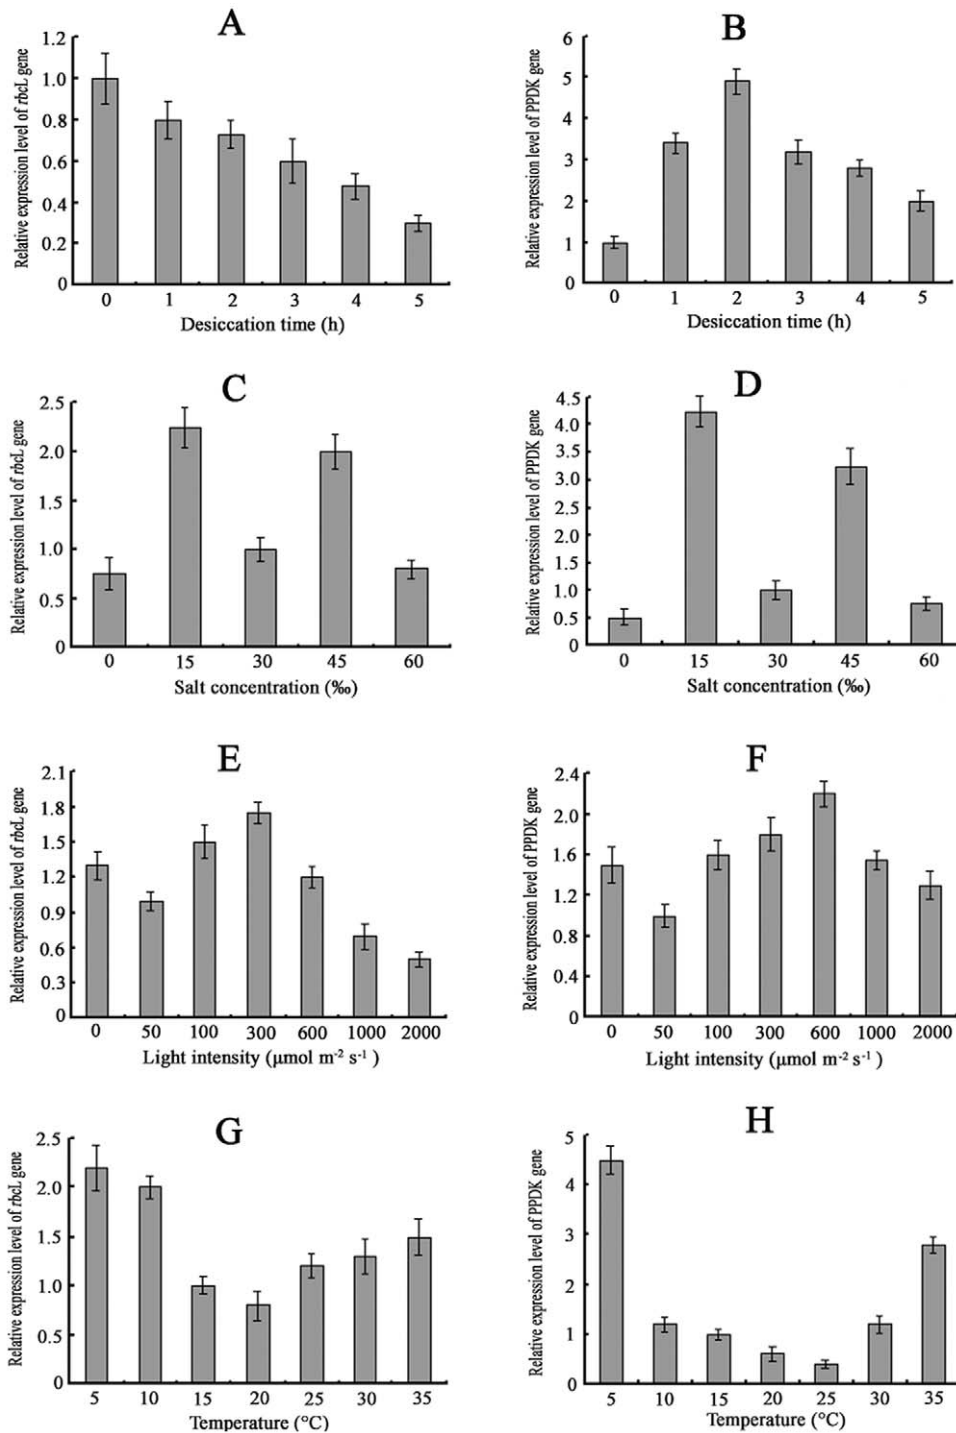 A
Relative expression level of rbcL gene
1.2
1.0
0.8
0.6
0.4
0.2
0
0 1 2 3 4 5
Desiccation time (h)
B
Relative expression level of PPDK gene
6
5
4
3
2
1
0
0 1 2 3 4 5
Desiccation time (h)
C
Relative expression level of rbcL gene
2.5
2.0
1.5
1.0
0.5
0
0 15 30 45 60
Salt concentration (‰)
D
Relative expression level of PPDK gene
4.5
4.0
3.5
3.0
2.5
2.0
1.0
0.5
0
0 15 30 45 60
Salt concentration (‰)
E
Relative expression level of rbcL gene
2.1
1.8
1.5
1.2
0.9
0.6
0.3
0
0 50 100 300 600 1000 2000
Light intensity (μmol m-2 s-1 )
F
Relative expression level of PPDK gene
2.4
2.0
1.6
1.2
0.8
0.4
0
0 50 100 300 600 1000 2000
Light intensity (μmol m-2 s-1 )
G
Relative expression level of rbcL gene
2.5
2.0
1.5
1.0
0.5
0
5 10 15 20 25 30 35
Temperature (°C)
H
Relative expression level of PPDK gene
5
4
3
2
1
0
5 10 15 20 25 30 35
Temperature (°C)